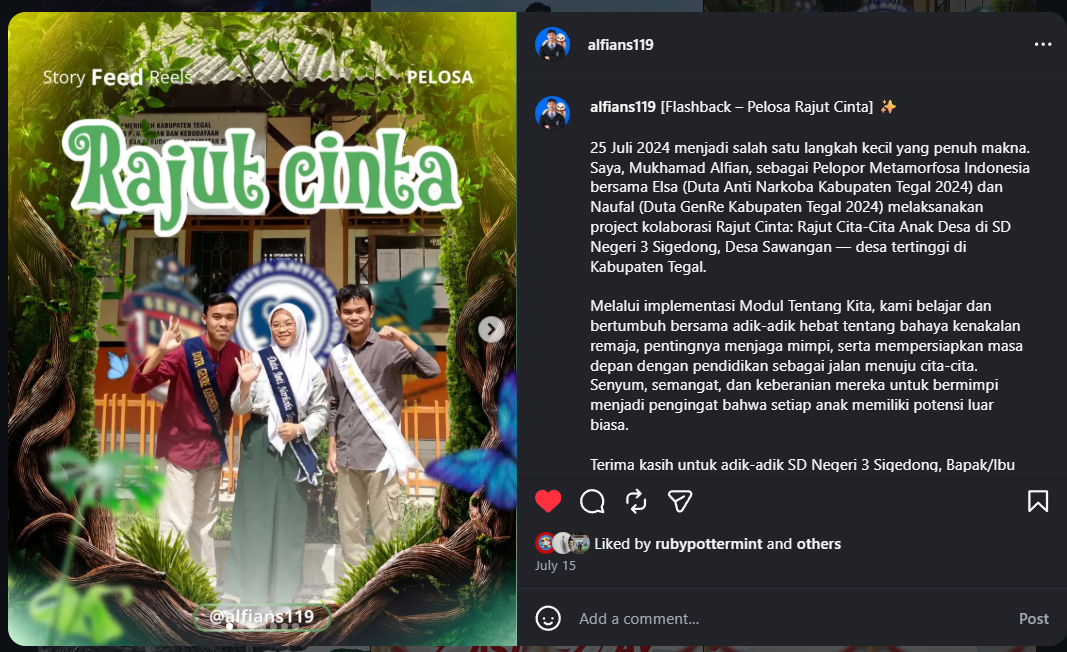 Story Feed Reels
PELOSA
Rajut cinta
DUTA ANTI
DUTA GENRE
Duta Anti Narkoba
@alfians119
alfians119
alfians119 [Flashback – Pelosa Rajut Cinta] ✨
25 Juli 2024 menjadi salah satu langkah kecil yang penuh makna.
Saya, Mukhamad Alfian, sebagai Pelopor Metamorfosa Indonesia
bersama Elsa (Duta Anti Narkoba Kabupaten Tegal 2024) dan
Naufal (Duta GenRe Kabupaten Tegal 2024) melaksanakan
project kolaborasi Rajut Cinta: Rajut Cita-Cita Anak Desa di SD
Negeri 3 Sigedong, Desa Sawangan — desa tertinggi di
Kabupaten Tegal.
Melalui implementasi Modul Tentang Kita, kami belajar dan
bertumbuh bersama adik-adik hebat tentang bahaya kenakalan
remaja, pentingnya menjaga mimpi, serta mempersiapkan masa
depan dengan pendidikan sebagai jalan menuju cita-cita.
Senyum, semangat, dan keberanian mereka untuk bermimpi
menjadi pengingat bahwa setiap anak memiliki potensi luar
biasa.
Terima kasih untuk adik-adik SD Negeri 3 Sigedong, Bapak/Ibu
Liked by rubypottermint and others
July 15
Add a comment...
Post